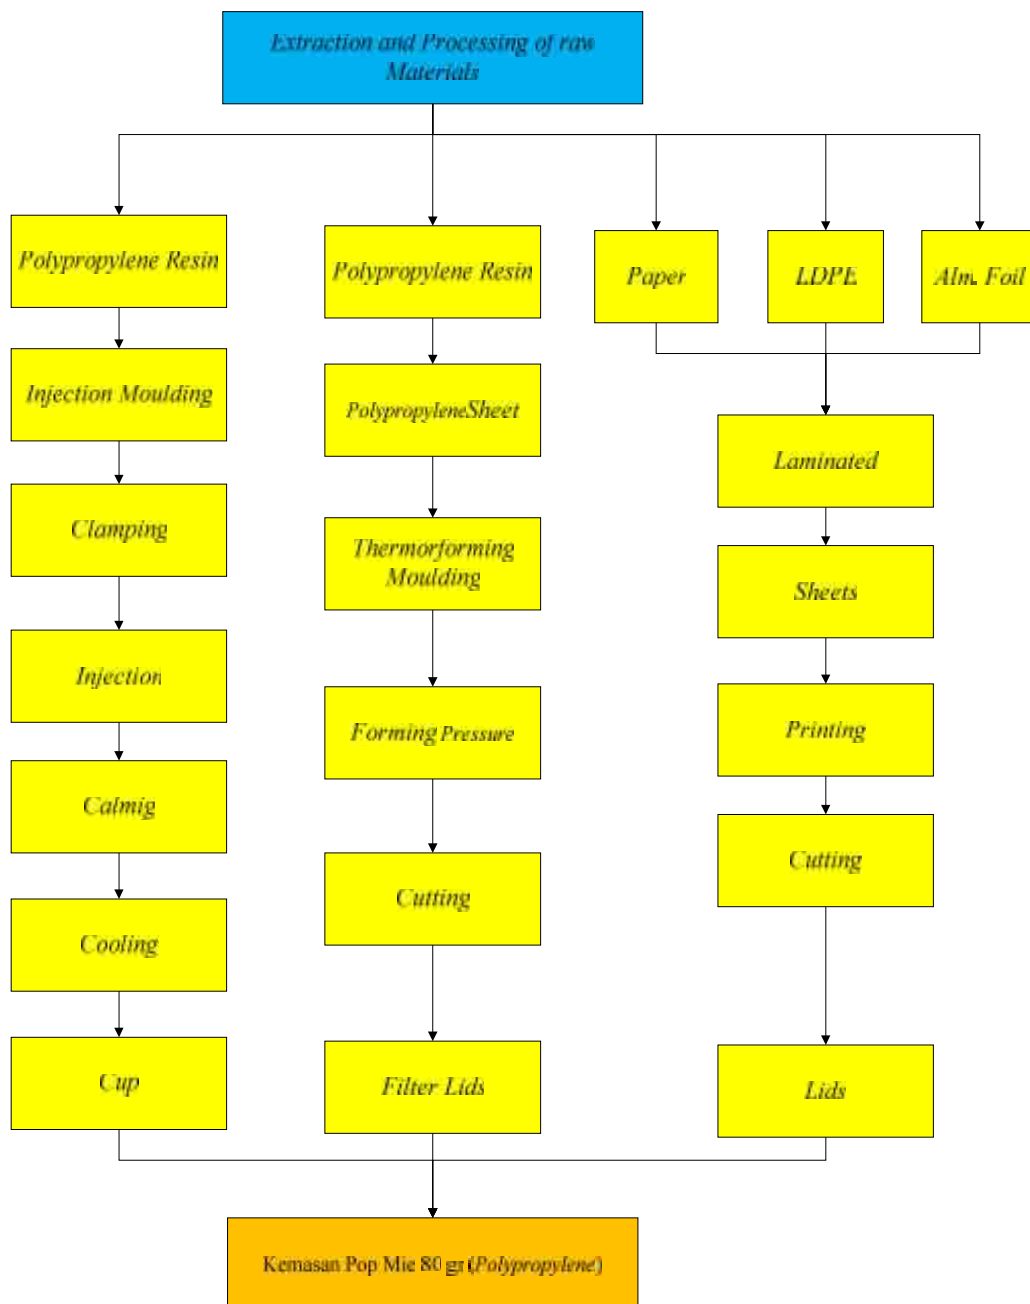 Extraction and Processing of raw
Materials
Polypropylene Resin
Injection Moulding
Clamping
Injection
Calmig
Cooling
Cup
Polypropylene Resin
Polypropylene Sheet
Thermorforming
Moulding
Forming Pressure
Cutting
Filter Lids
Paper
LDPE
Alm. Foil
Laminated
Sheets
Printing
Cutting
Lids
Kemasan Pop Mie 80 gr (Polypropylene)